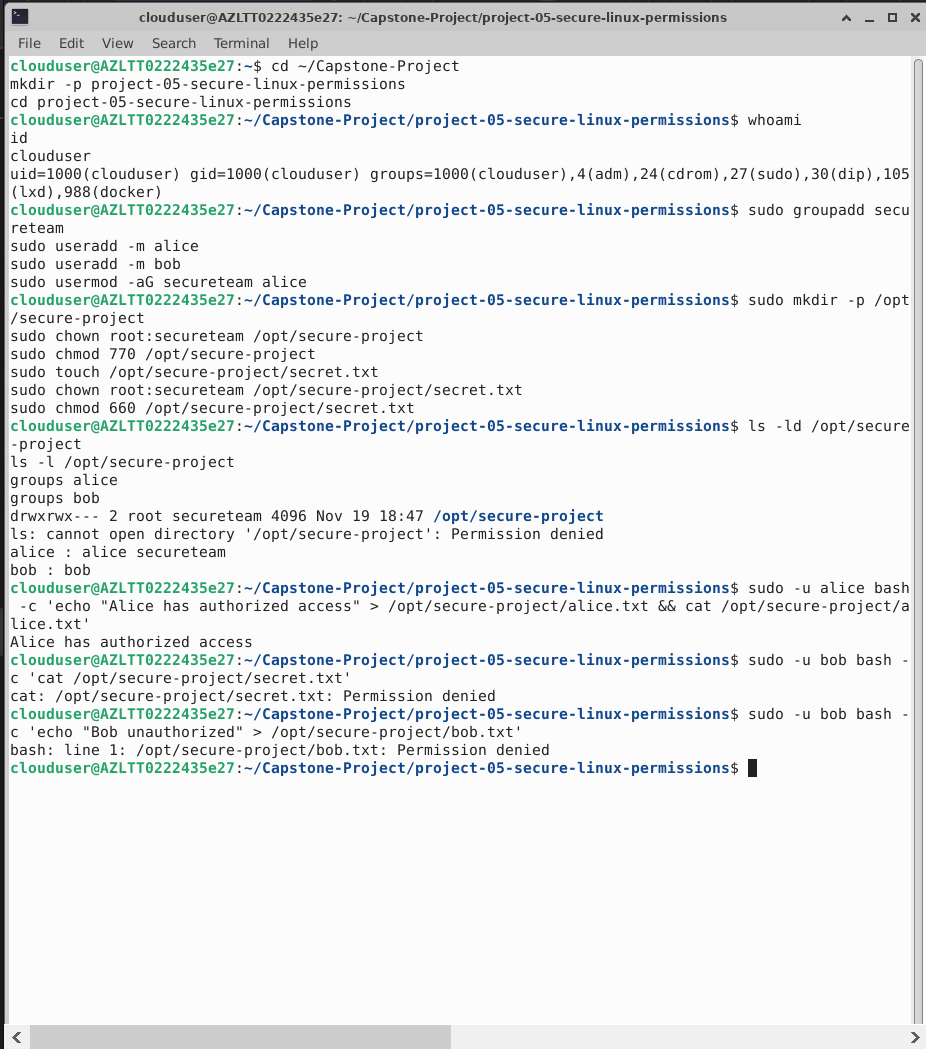 clouduser@AZLTT0222435e27: ~/Capstone-Project/project-05-secure-linux-permissions
File Edit View Search Terminal Help
clouduser@AZLTT0222435e27:~$ cd ~/Capstone-Project
mkdir -p project-05-secure-linux-permissions
cd project-05-secure-linux-permissions
clouduser@AZLTT0222435e27:~/Capstone-Project/project-05-secure-linux-permissions$ whoami
id
clouduser
uid=1000(clouduser) gid=1000(clouduser) groups=1000(clouduser),4(adm),24(cdrom),27(sudo),30(dip),105
(lxd),988(docker)
clouduser@AZLTT0222435e27:~/Capstone-Project/project-05-secure-linux-permissions$ sudo groupadd secu
reteam
sudo useradd -m alice
sudo useradd -m bob
sudo usermod -aG secureteam alice
clouduser@AZLTT0222435e27:~/Capstone-Project/project-05-secure-linux-permissions$ sudo mkdir -p /opt
/secure-project
sudo chown root:secureteam /opt/secure-project
sudo chmod 770 /opt/secure-project
sudo touch /opt/secure-project/secret.txt
sudo chown root:secureteam /opt/secure-project/secret.txt
sudo chmod 660 /opt/secure-project/secret.txt
clouduser@AZLTT0222435e27:~/Capstone-Project/project-05-secure-linux-permissions$ ls -ld /opt/secure
-project
ls -l /opt/secure-project
groups alice
groups bob
drwxrwx--- 2 root secureteam 4096 Nov 19 18:47 /opt/secure-project
ls: cannot open directory '/opt/secure-project': Permission denied
alice : alice secureteam
bob : bob
clouduser@AZLTT0222435e27:~/Capstone-Project/project-05-secure-linux-permissions$ sudo -u alice bash
 -c 'echo "Alice has authorized access" > /opt/secure-project/alice.txt && cat /opt/secure-project/a
lice.txt'
Alice has authorized access
clouduser@AZLTT0222435e27:~/Capstone-Project/project-05-secure-linux-permissions$ sudo -u bob bash -
c 'cat /opt/secure-project/secret.txt'
cat: /opt/secure-project/secret.txt: Permission denied
clouduser@AZLTT0222435e27:~/Capstone-Project/project-05-secure-linux-permissions$ sudo -u bob bash -
c 'echo "Bob unauthorized" > /opt/secure-project/bob.txt'
bash: line 1: /opt/secure-project/bob.txt: Permission denied
clouduser@AZLTT0222435e27:~/Capstone-Project/project-05-secure-linux-permissions$